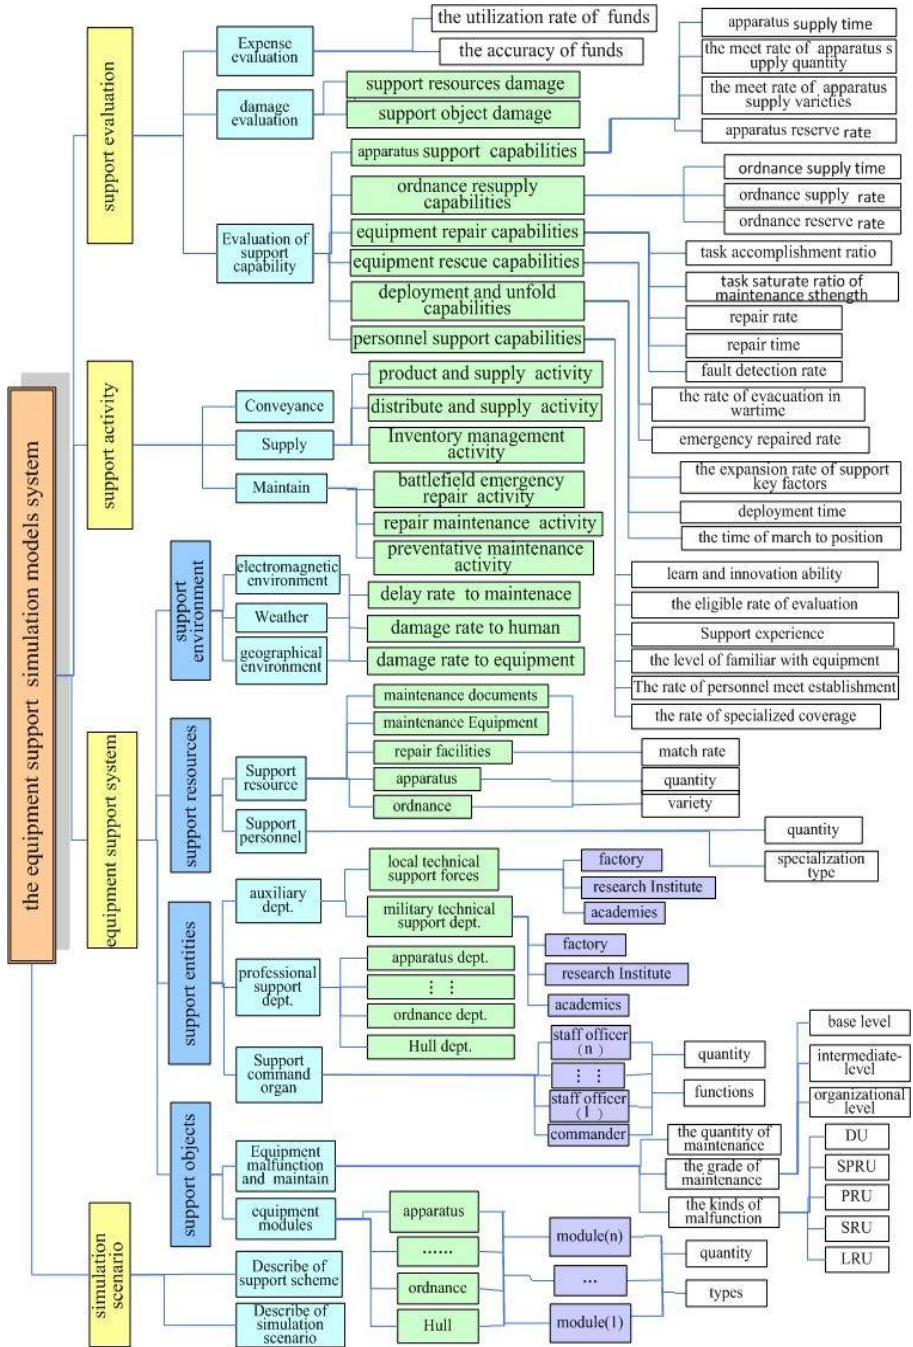 the equipment support simulation models system
support evaluation
Expense
evaluation
the utilization rate of funds
the accuracy of funds
damage
evaluation
support resources damage
support object damage
Evaluation of
support
capability
apparatus support capabilities
apparatus supply time
the meet rate of apparatus s
upply quantity
the meet rate of apparatus
supply varieties
apparatus reserve rate
ordnance resupply
capabilities
ordnance supply time
ordnance supply rate
ordnance reserve rate
equipment repair capabilities
task accomplishment ratio
task saturate ratio of
maintenance sthength
repair rate
repair time
fault detection rate
equipment rescue capabilities
the rate of evacuation in
wartime
emergency repaired rate
deployment and unfold
capabilities
the expansion rate of support
key factors
deployment time
the time of march to position
personnel support capabilities
learn and innovation ability
the eligible rate of evaluation
Support experience
the level of familiar with equipment
The rate of personnel meet establishment
the rate of specialized coverage
support activity
Conveyance
Supply
product and supply activity
distribute and supply activity
Inventory management
activity
Maintain
battlefield emergency
repair activity
repair maintenance activity
preventative maintenance
activity
equipment support system
support
environment
electromagnetic
environment
Weather
geographical
environment
delay rate to maintenace
damage rate to human
damage rate to equipment
support resources
Support
resource
maintenance documents
maintenance Equipment
repair facilities
apparatus
ordnance
match rate
quantity
variety
Support
personnel
quantity
specialization
type
support entities
auxiliary
dept.
local technical
support forces
factory
research Institute
academies
military technical
support dept.
factory
research Institute
academics
professional
support
dept.
apparatus dept.
⋮ ⋮
ordnance dept.
Hull dept.
Support
command
organ
staff officer
(n)
⋮ ⋮
staff officer
(1)
commander
quantity
functions
support objects
Equipment
malfunction
and maintain
the quantity of
maintenance
the grade of
maintenance
base level
intermediate-
level
organizational
level
the kinds of
malfunction
DU
SPRU
PRU
SRU
LRU
equipment
modules
apparatus
......
ordnance
Hull
module(n)
...
module(1)
quantity
types
simulation
scenario
Describe of
support scheme
Describe of
simulation
scenario